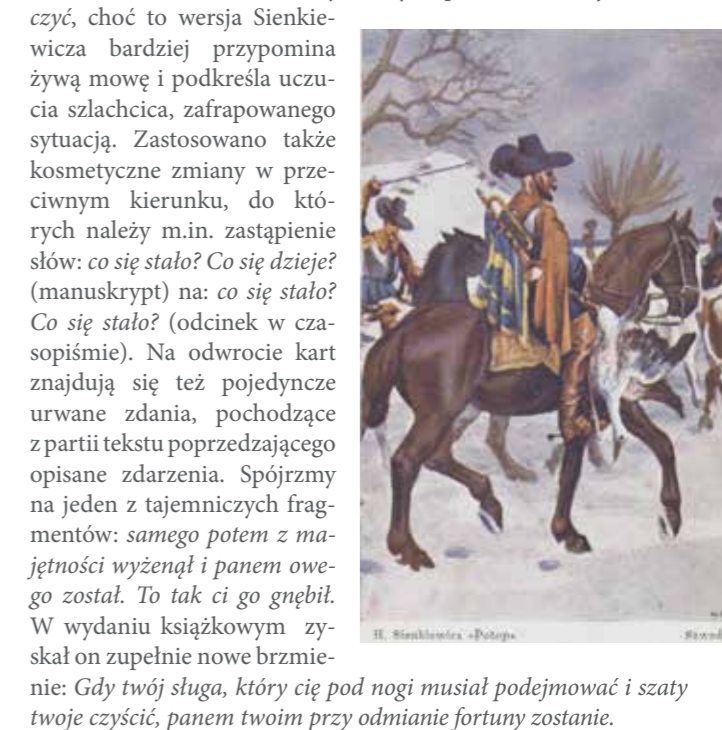 czyć, choć to wersja Sienkie-
wicza bardziej przypomina
żywą mowę i podkreśla uczu-
cia szlachcica, zafrapowanego
sytuacją. Zastosowano także
kosmetyczne zmiany w prze-
ciwnym kierunku, do któ-
rych należy m.in. zastąpienie
słów: co się stało? Co się dzieje?
(manuskrypt) na: co się stało?
Co się stało? (odcinek w cza-
sopiśmie). Na odwrocie kart
znajdują się też pojedyncze
urwane zdania, pochodzące
z partii tekstu poprzedzającego
opisane zdarzenia. Spójrzmy
na jeden z tajemniczych frag-
mentów: samego potem z ma-
jętności wyżenął i panem owe-
go został. To tak ci go gnębił.
W wydaniu książkowym zy-
skał on zupełnie nowe brzmie-
nie: Gdy twój sługa, który cię pod nogi musiał podejmować i szaty
twoje czyścić, panem twoim przy odmianie fortuny zostanie.
H. Sienkiewicz «Potop»